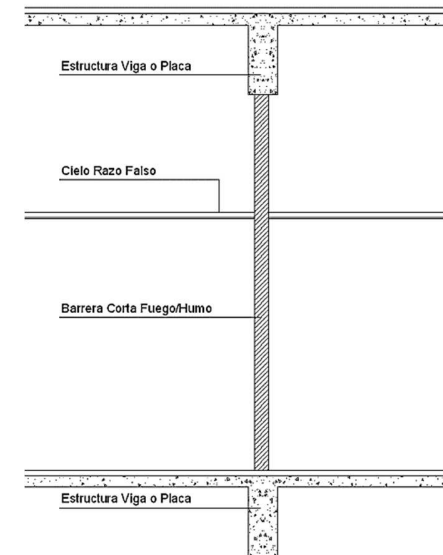 Estructura Viga o Placa
Cielo Razo Falso
Barrera Corta Fuego/Humo
Estructura Viga o Placa